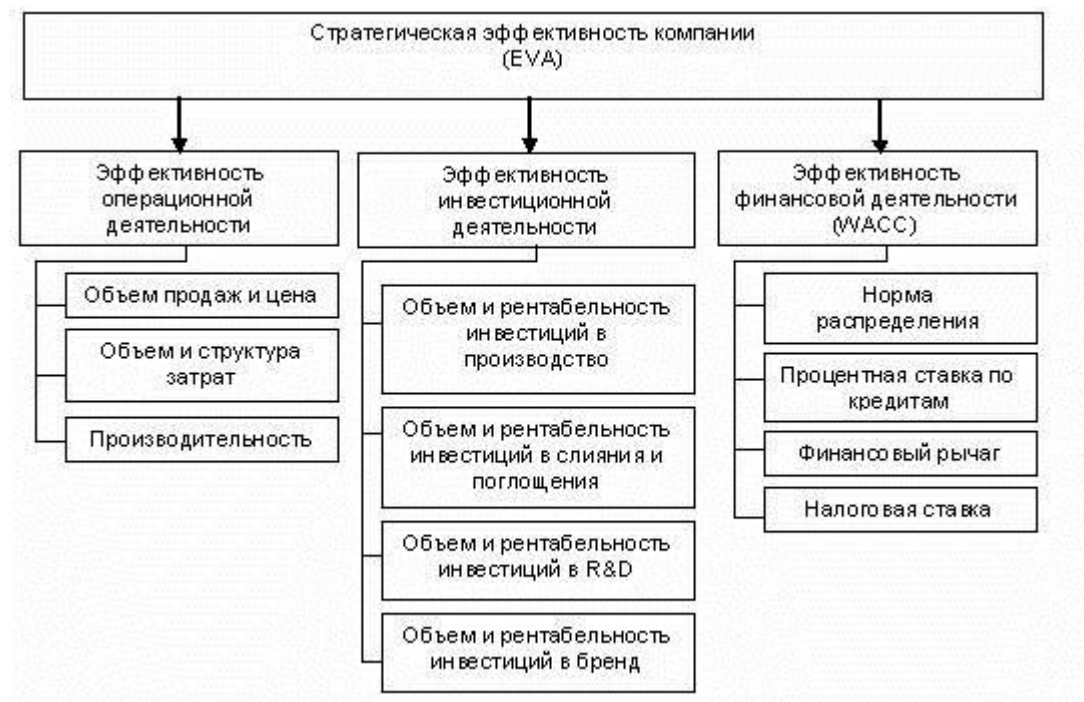 Стратегическая эффективность компании
(EVA)
Эффективность
операционной
деятельности
Объем продаж и цена
Объем и структура
затрат
Производительность
Эффективность
инвестиционной
деятельности
Объем и рентабельность
инвестиций в
производство
Объем и рентабельность
инвестиций в слияния и
поглощения
Объем и рентабельность
инвестиций в R&D
Объем и рентабельность
инвестиций в бренд
Эффективность
финансовой деятельности
(WACC)
Норма
распределения
Процентная ставка по
кредитам
Финансовый рычаг
Налоговая ставка